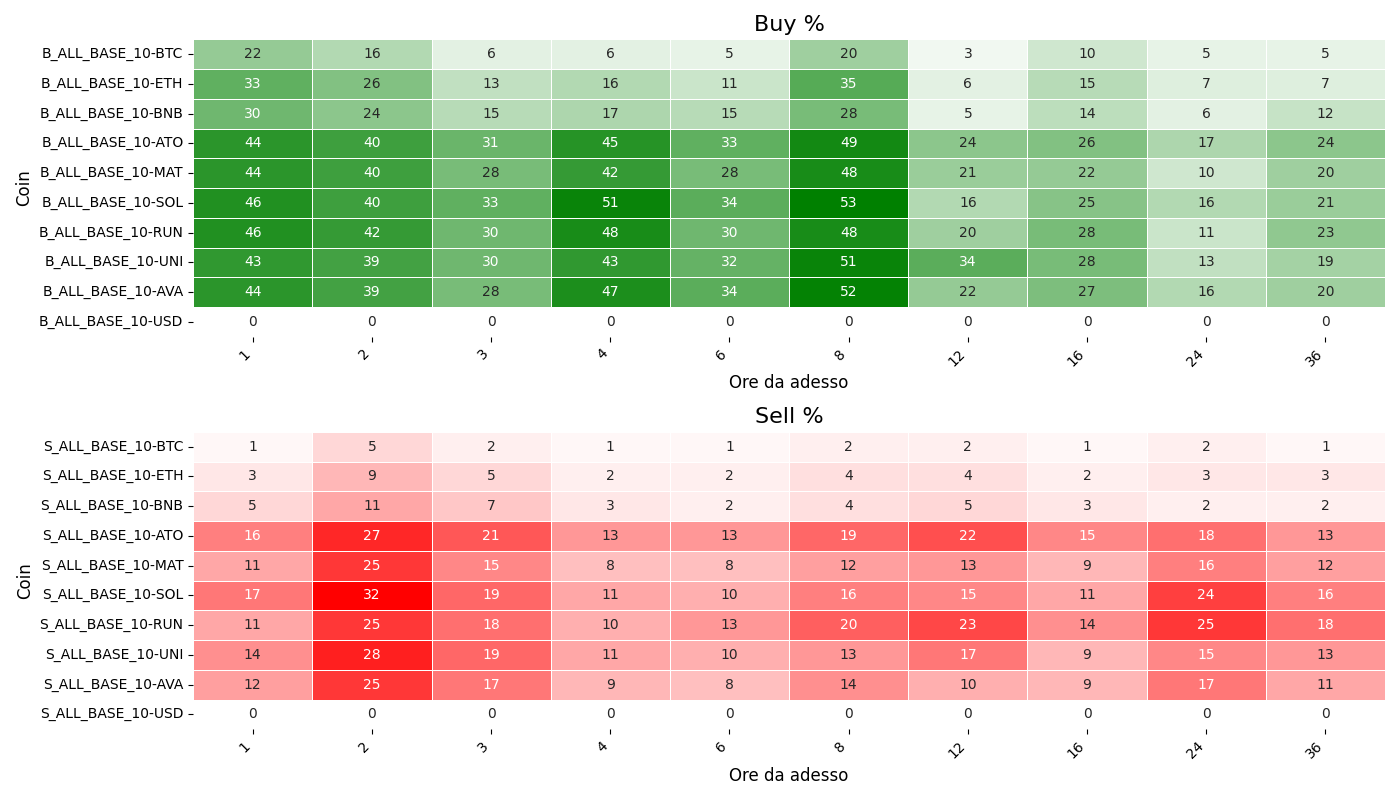 Buy %
Coin
B_ALL_BASE_10-BTC 22 16 6 6 5 20 3 10 5 5
B_ALL_BASE_10-ETH 33 26 13 16 11 35 6 15 7 7
B_ALL_BASE_10-BNB 30 24 15 17 15 28 5 14 6 12
B_ALL_BASE_10-ATO 44 40 31 45 33 49 24 26 17 24
B_ALL_BASE_10-MAT 44 40 28 42 28 48 21 22 10 20
B_ALL_BASE_10-SOL 46 40 33 51 34 53 16 25 16 21
B_ALL_BASE_10-RUN 46 42 30 48 30 48 20 28 11 23
B_ALL_BASE_10-UNI 43 39 30 43 32 51 34 28 13 19
B_ALL_BASE_10-AVA 44 39 28 47 34 52 22 27 16 20
B_ALL_BASE_10-USD 0 0 0 0 0 0 0 0 0 0
1 2 3 4 6 8 12 16 24 36
Ore da adesso
Sell %
Coin
S_ALL_BASE_10-BTC 1 5 2 1 1 2 2 1 2 1
S_ALL_BASE_10-ETH 3 9 5 2 2 4 4 2 3 3
S_ALL_BASE_10-BNB 5 11 7 3 2 4 5 3 2 2
S_ALL_BASE_10-ATO 16 27 21 13 13 19 22 15 18 13
S_ALL_BASE_10-MAT 11 25 15 8 8 12 13 9 16 12
S_ALL_BASE_10-SOL 17 32 19 11 10 16 15 11 24 16
S_ALL_BASE_10-RUN 11 25 18 10 13 20 23 14 25 18
S_ALL_BASE_10-UNI 14 28 19 11 10 13 17 9 15 13
S_ALL_BASE_10-AVA 12 25 17 9 8 14 10 9 17 11
S_ALL_BASE_10-USD 0 0 0 0 0 0 0 0 0 0
1 2 3 4 6 8 12 16 24 36
Ore da adesso